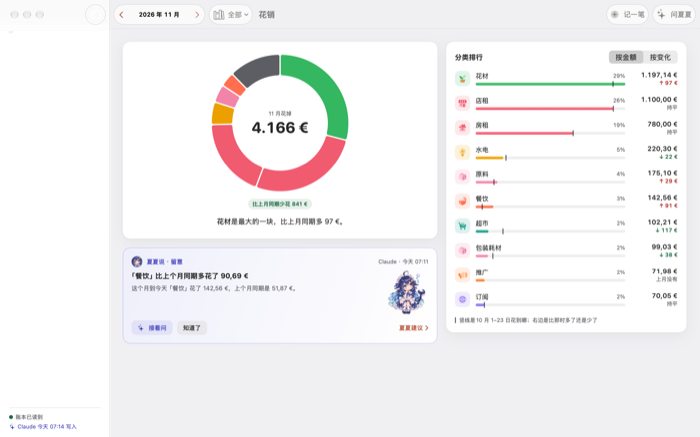 2026 年 11 月
全部
花销
记一笔
问夏夏
11 月花掉
4.166 €
比上月同期少花 841 €
花材是最大的一块，比上月同期多 97 €。
夏夏说 · 留意
Claude · 今天 07:11
「餐饮」比上个月同期多花了 90,69 €
这个月到今天「餐饮」花了 142,56 €，上个月同期是 51,87 €。
接着问
知道了
夏夏建议
分类排行
按金额
按变化
花材
29%
1.197,14 €
↑ 97 €
店租
26%
1.100,00 €
持平
房租
19%
780,00 €
持平
水电
5%
220,30 €
↓ 22 €
原料
4%
175,10 €
↑ 29 €
餐饮
3%
142,56 €
↑ 91 €
超市
2%
102,21 €
↓ 117 €
包装耗材
2%
99,03 €
↓ 38 €
推广
2%
71,98 €
上月没有
订阅
2%
70,05 €
持平
竖线是 10 月 1–23 日花到哪；右边是比那时多了还是少了
账本已读到
Claude 今天 07:14 写入